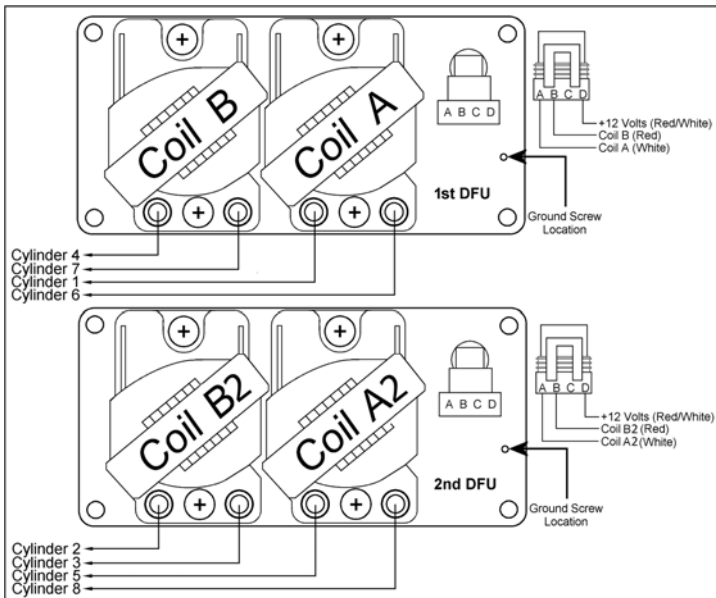 Coil B
Coil A
A B C D
A B C D
+12 Volts (Red/White)
Coil B (Red)
Coil A (White)
1st DFU
Ground Screw
Location
Cylinder 4
Cylinder 7
Cylinder 1
Cylinder 6
Coil B2
Coil A2
A B C D
A B C D
+12 Volts (Red/White)
Coil B2 (Red)
Coil A2 (White)
2nd DFU
Ground Screw
Location
Cylinder 2
Cylinder 3
Cylinder 5
Cylinder 8